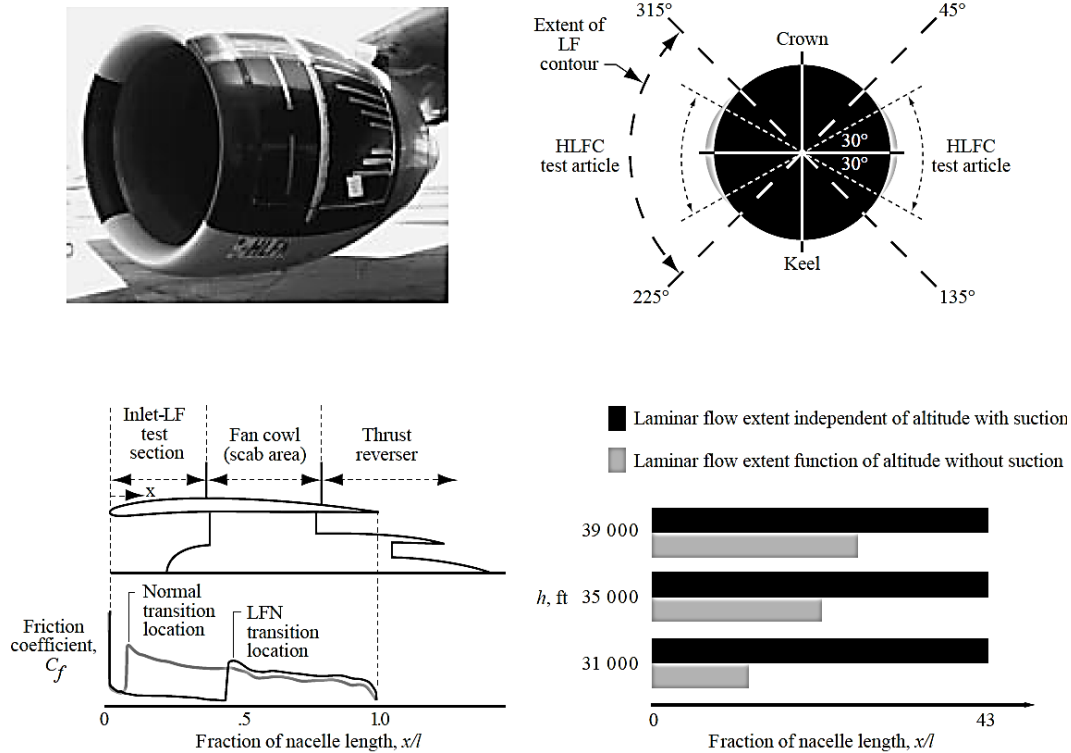 315°
45°
Extent of
LF
contour
Crown
HLFC
test article
30°
30°
HLFC
test article
Keel
225°
135°
Inlet-LF
test
section
Fan cowl
(scab area)
Thrust
reverser
x
Normal
transition
location
LFN
transition
location
Friction
coefficient,
Cf
0
.5
1.0
Fraction of nacelle length, x/l
Laminar flow extent independent of altitude with suction
Laminar flow extent function of altitude without suction
39 000
h, ft
35 000
31 000
0
43
Fraction of nacelle length, x/l